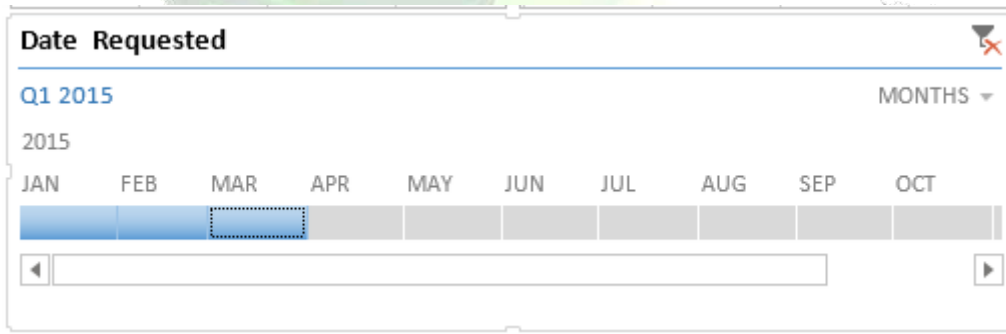 Date Requested
Q1 2015 MONTHS
2015
JAN FEB MAR APR MAY JUN JUL AUG SEP OCT